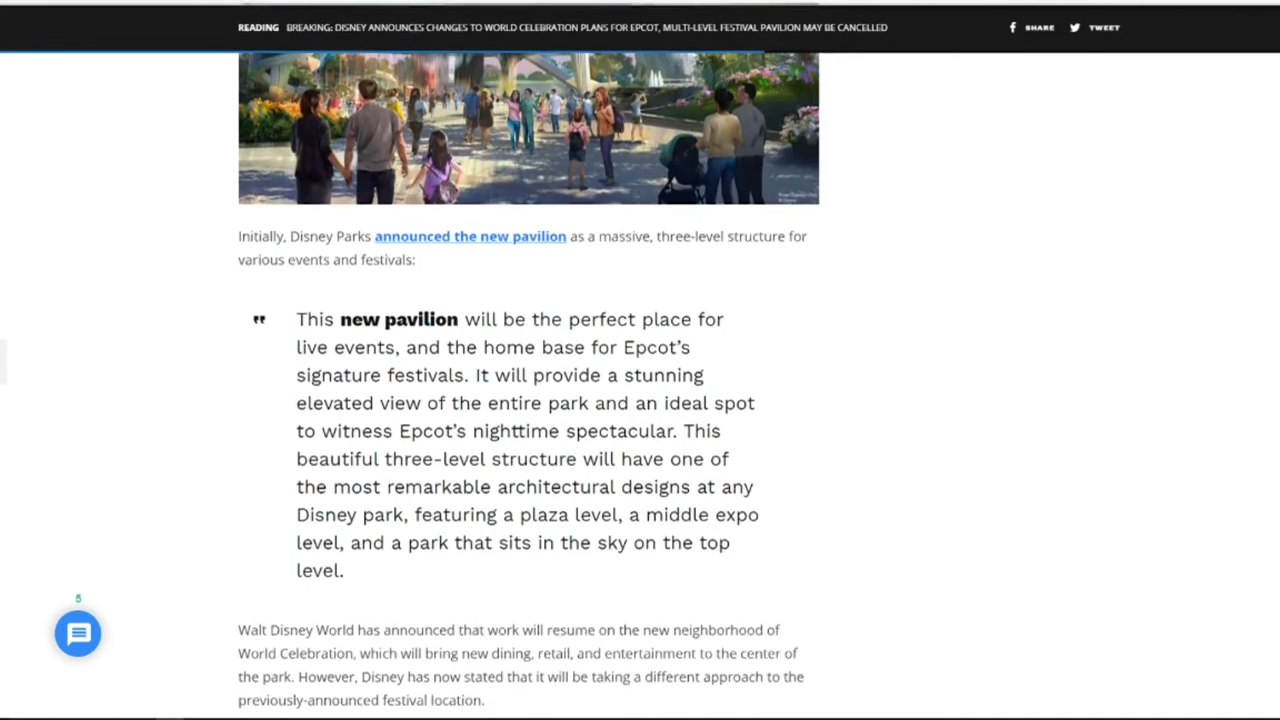 READING BREAKING: DISNEY ANNOUNCES CHANGES TO WORLD CELEBRATION PLANS FOR EPCOT, MULTI-LEVEL FESTIVAL PAVILION MAY BE CANCELLED
SHARE TWEET
Initially, Disney Parks announced the new pavilion as a massive, three-level structure for
various events and festivals:
" This new pavilion will be the perfect place for
live events, and the home base for Epcot's
signature festivals. It will provide a stunning
elevated view of the entire park and an ideal spot
to witness Epcot's nighttime spectacular. This
beautiful three-level structure will have one of
the most remarkable architectural designs at any
Disney park, featuring a plaza level, a middle expo
level, and a park that sits in the sky on the top
level.
5
Walt Disney World has announced that work will resume on the new neighborhood of
World Celebration, which will bring new dining, retail, and entertainment to the center of
the park. However, Disney has now stated that it will be taking a different approach to the
previously-announced festival location.